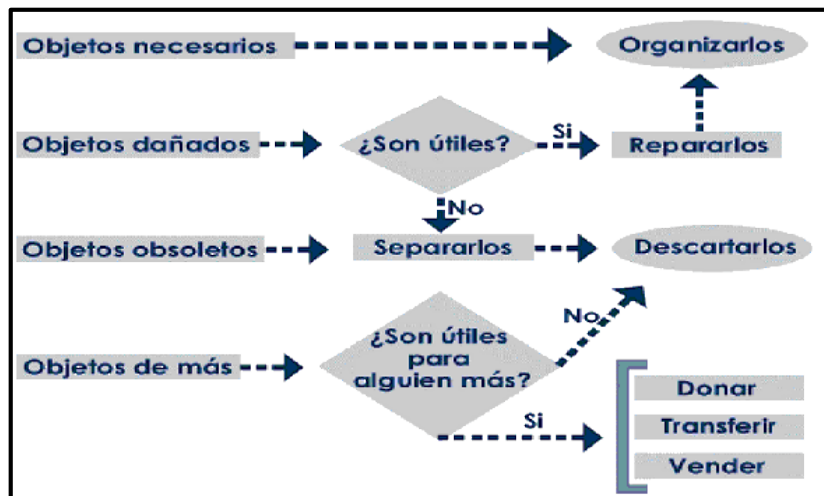 Objetos necesarios
Organizarlos
Objetos dañados
¿Son útiles?
Si
Repararlos
No
Objetos obsoletos
Separarlos
Descartarlos
Objetos de más
¿Son útiles
para
alguien más?
No
Si
Donar
Transferir
Vender